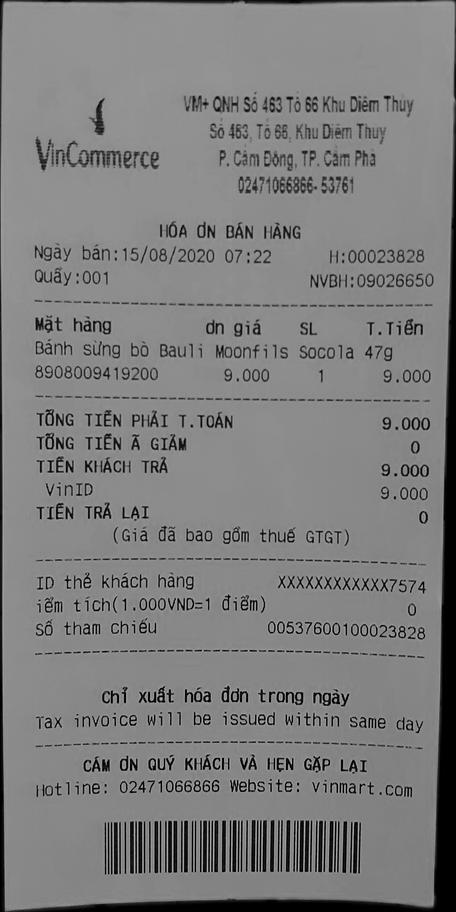 VinCommerce
VM+ QNH Số 463 Tổ 66 Khu Diêm Thuy
Số 463, Tổ 66, Khu Diêm Thuy
P. Cẩm Đông, TP. Cẩm Phả
02471066866- 53761
HÓA ƠN BÁN HÀNG
Ngày bán:15/08/2020 07:22 H:00023828
Quầy:001 NVBH:09026650
Mặt hàng ơn giá SL T.Tiền
Bánh sừng bò Bauli Moonfils Socola 47g
8908009419200 9.000 1 9.000
TỔNG TIỀN PHẢI T.TOÁN 9.000
TỔNG TIỀN Ã GIẢM 0
TIỀN KHÁCH TRẢ 9.000
VinID 9.000
TIỀN TRẢ LẠI 0
(Giá đã bao gồm thuế GTGT)
ID thẻ khách hàng XXXXXXXXXXXX7574
iểm tích(1.000VND=1 điểm) 0
Số tham chiếu 00537600100023828
Chỉ xuất hóa đơn trong ngày
Tax invoice will be issued within same day
CÁM ƠN QUÝ KHÁCH VÀ HẸN GẶP LẠI
Hotline: 02471066866 Website: vinmart.com